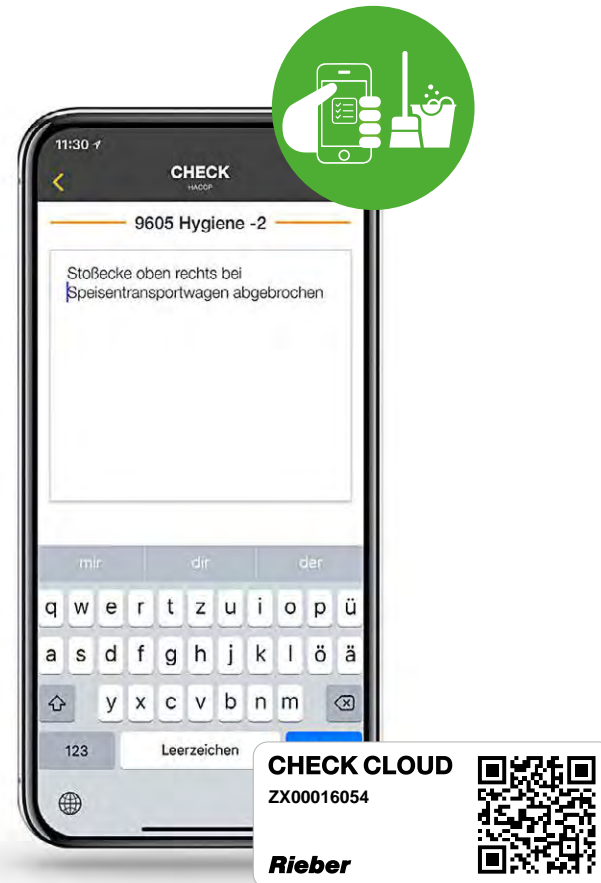 11:30
CHECK
HACCP
9605 Hygiene -2
Stoßecke oben rechts bei
Speisentransportwagen abgebrochen
mir dir der
q w e r t z u i o p ü
a s d f g h j k l ö ä
y x c v b n m
123 Leerzeichen
CHECK CLOUD
ZX00016054
Rieber